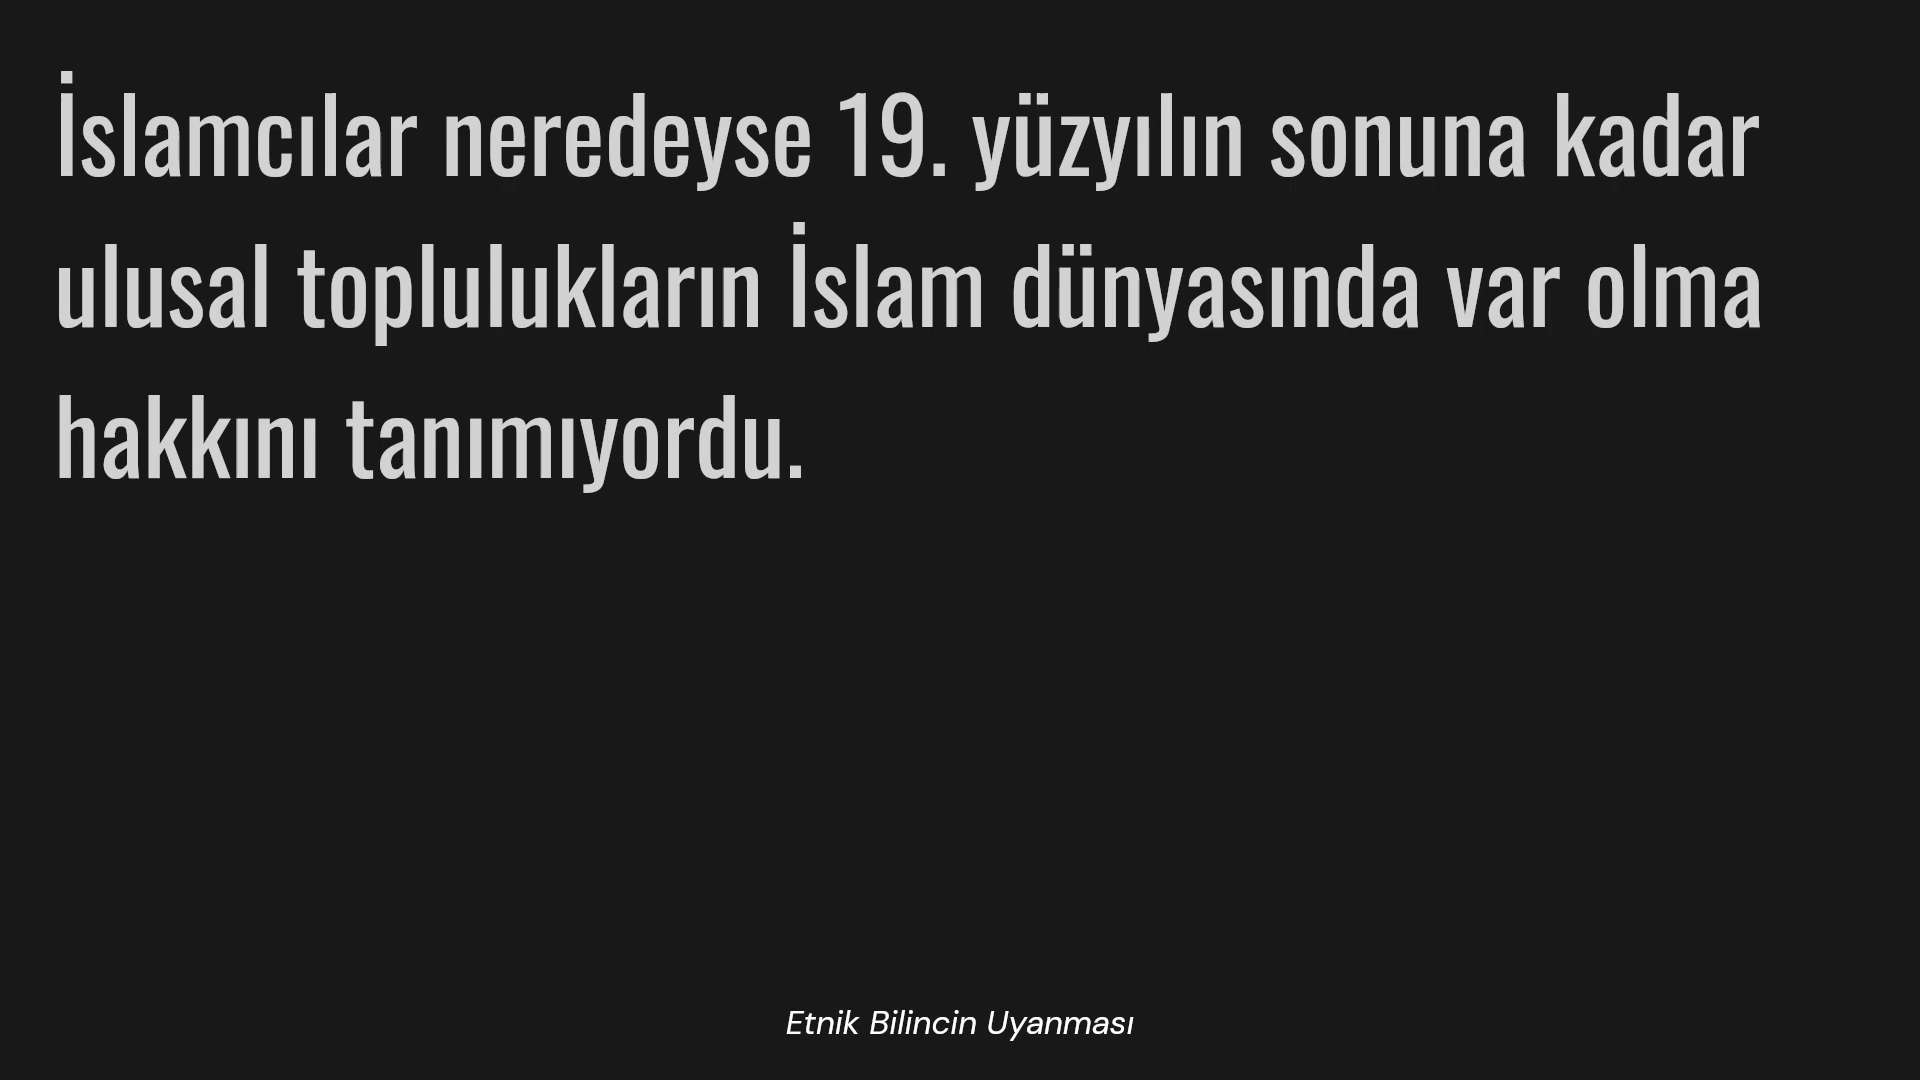 İslamcılar neredeyse 19. yüzyılın sonuna kadar
ulusal toplulukların İslam dünyasında var olma
hakkını tanımıyordu.
Etnik Bilincin Uyanması